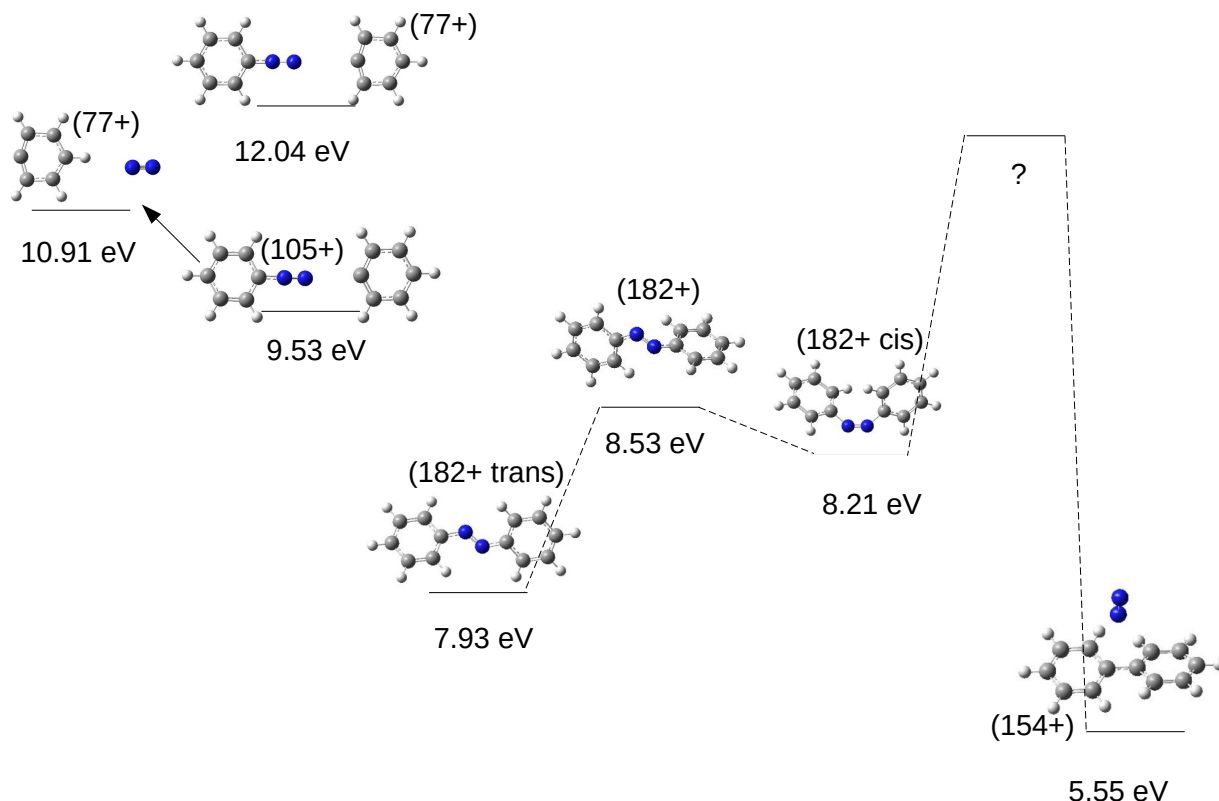 (77+)
12.04 eV
(77+)
10.91 eV
(105+)
9.53 eV
(182+)
8.53 eV
(182+ cis)
8.21 eV
?
(182+ trans)
7.93 eV
(154+)
5.55 eV